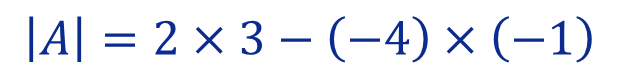 |A| = 2 × 3 − (−4) × (−1)